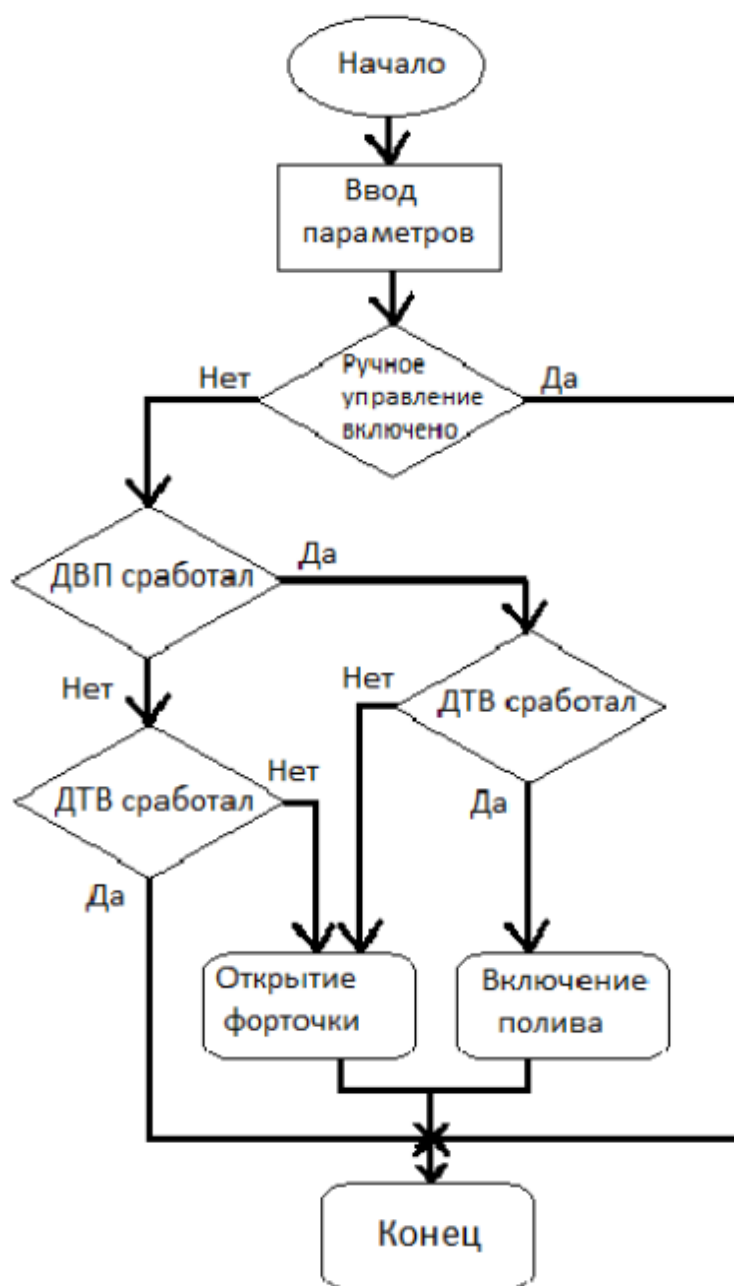 Начало
Ввод
параметров
Ручное
управление
включено
Нет
Да
ДВП сработал
Да
Нет
Нет
ДТВ сработал
ДТВ сработал
Нет
Да
Да
Открытие
форточки
Включение
полива
Конец